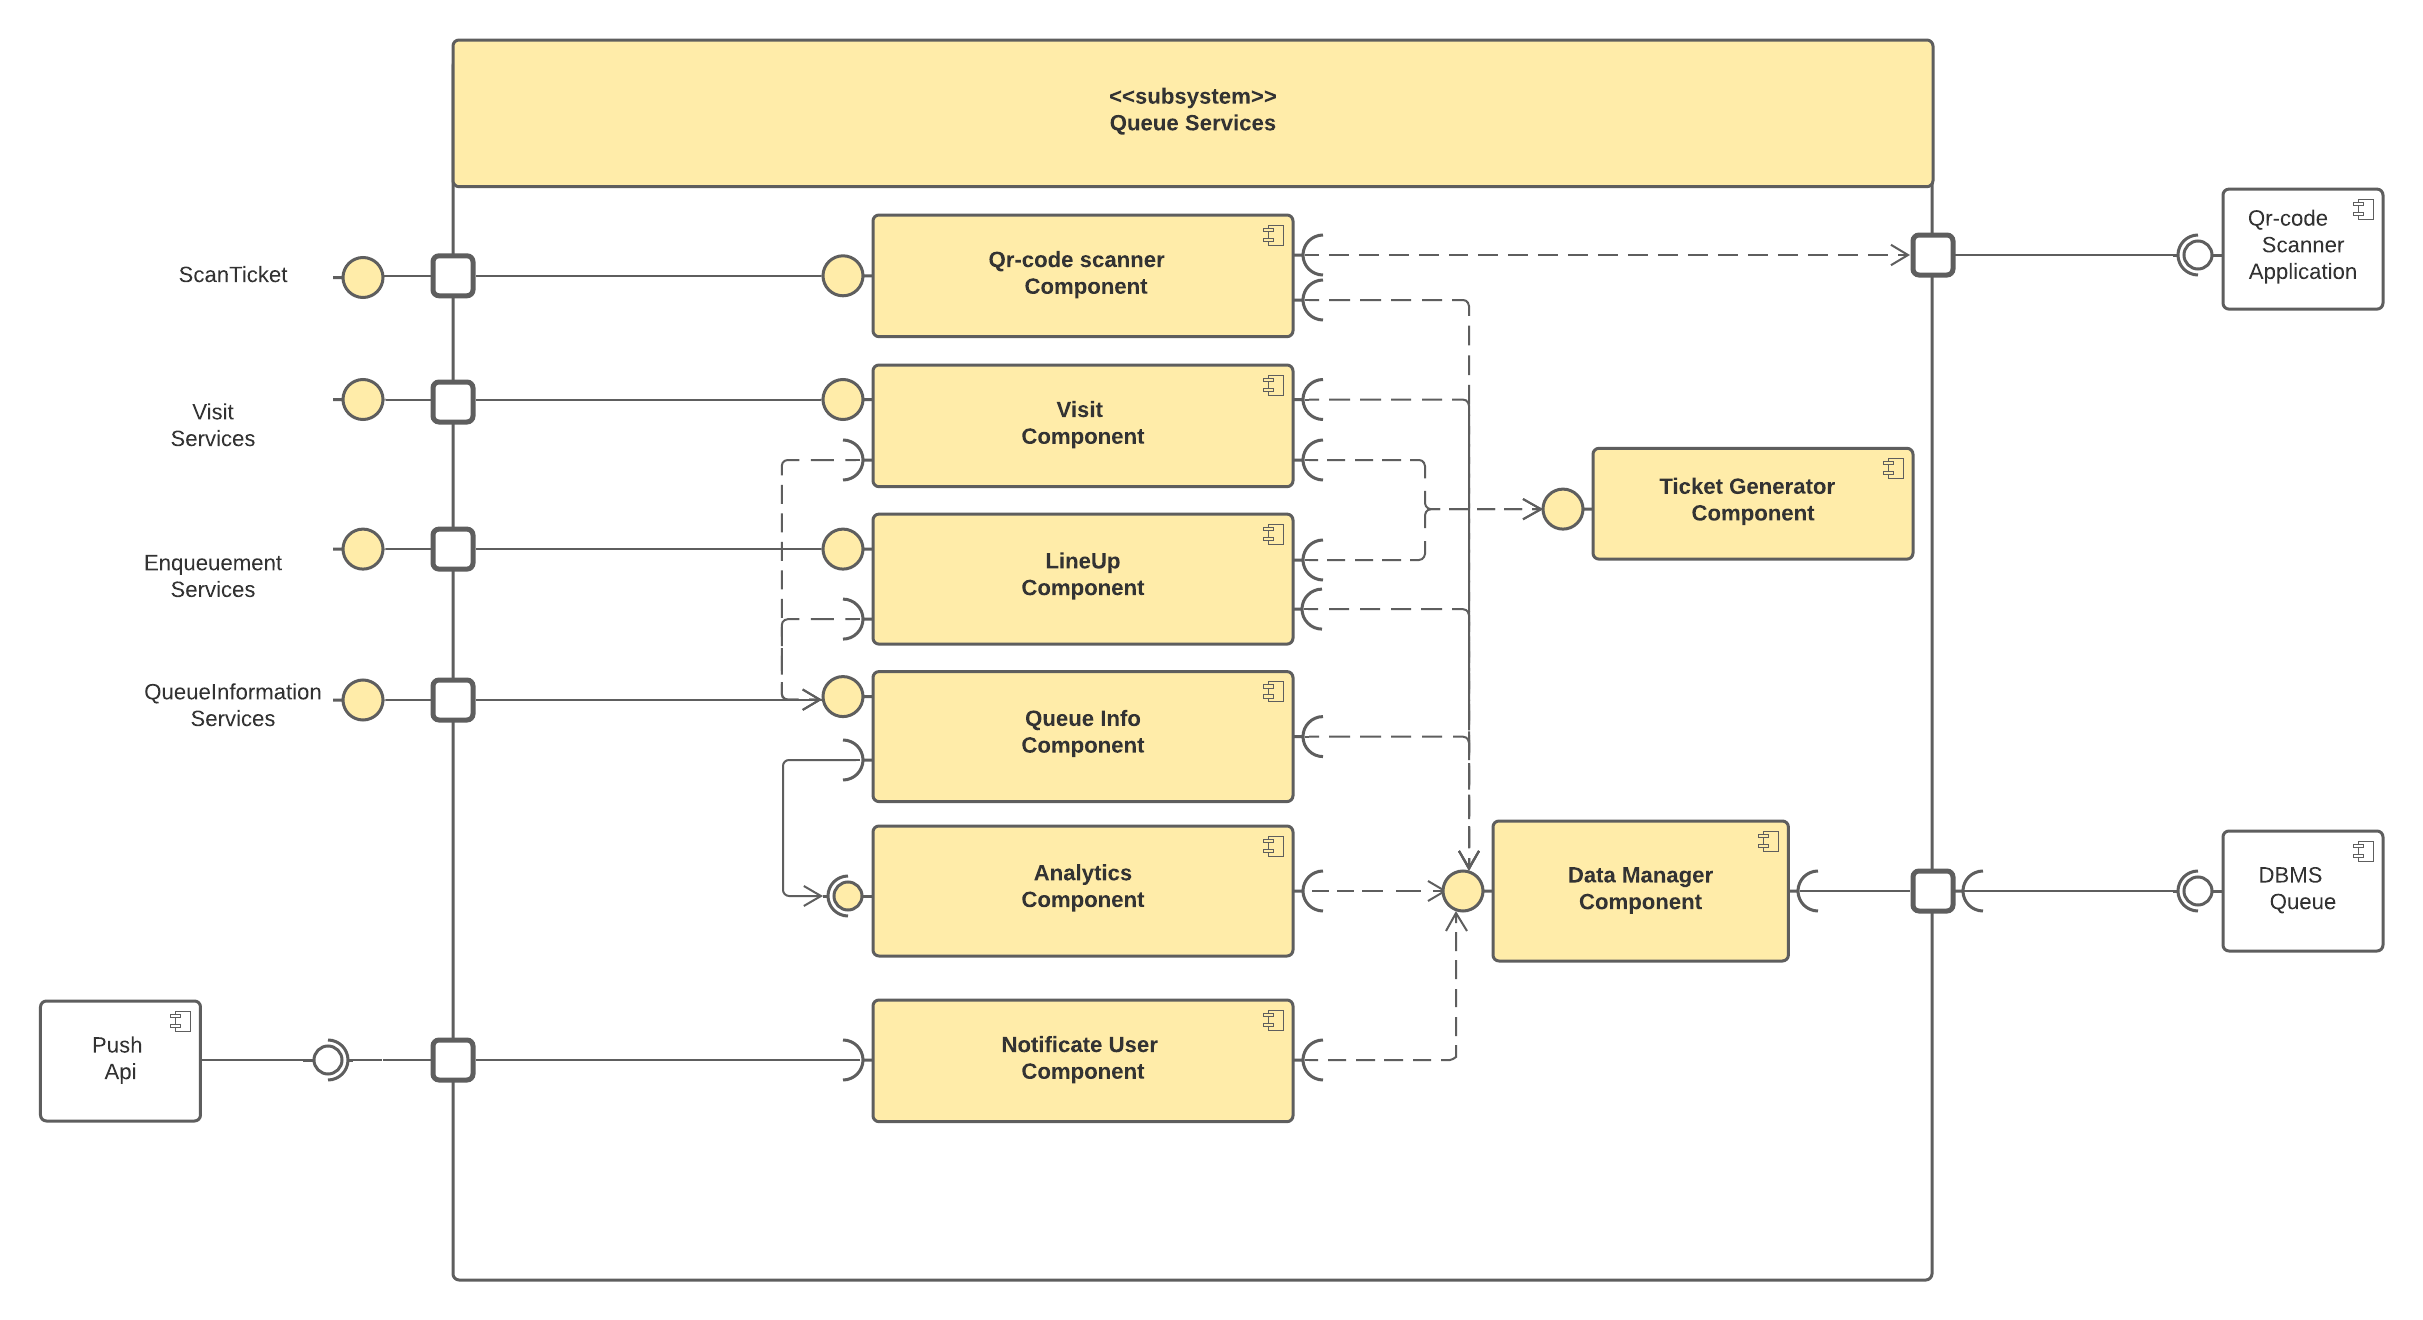 <<subsystem>>
Queue Services
ScanTicket
Qr-code scanner
Component
Qr-code
Scanner
Application
Visit
Services
Visit
Component
Ticket Generator
Component
Enqueuement
Services
LineUp
Component
QueueInformation
Services
Queue Info
Component
Analytics
Component
Data Manager
Component
DBMS
Queue
Push
Api
Notificate User
Component